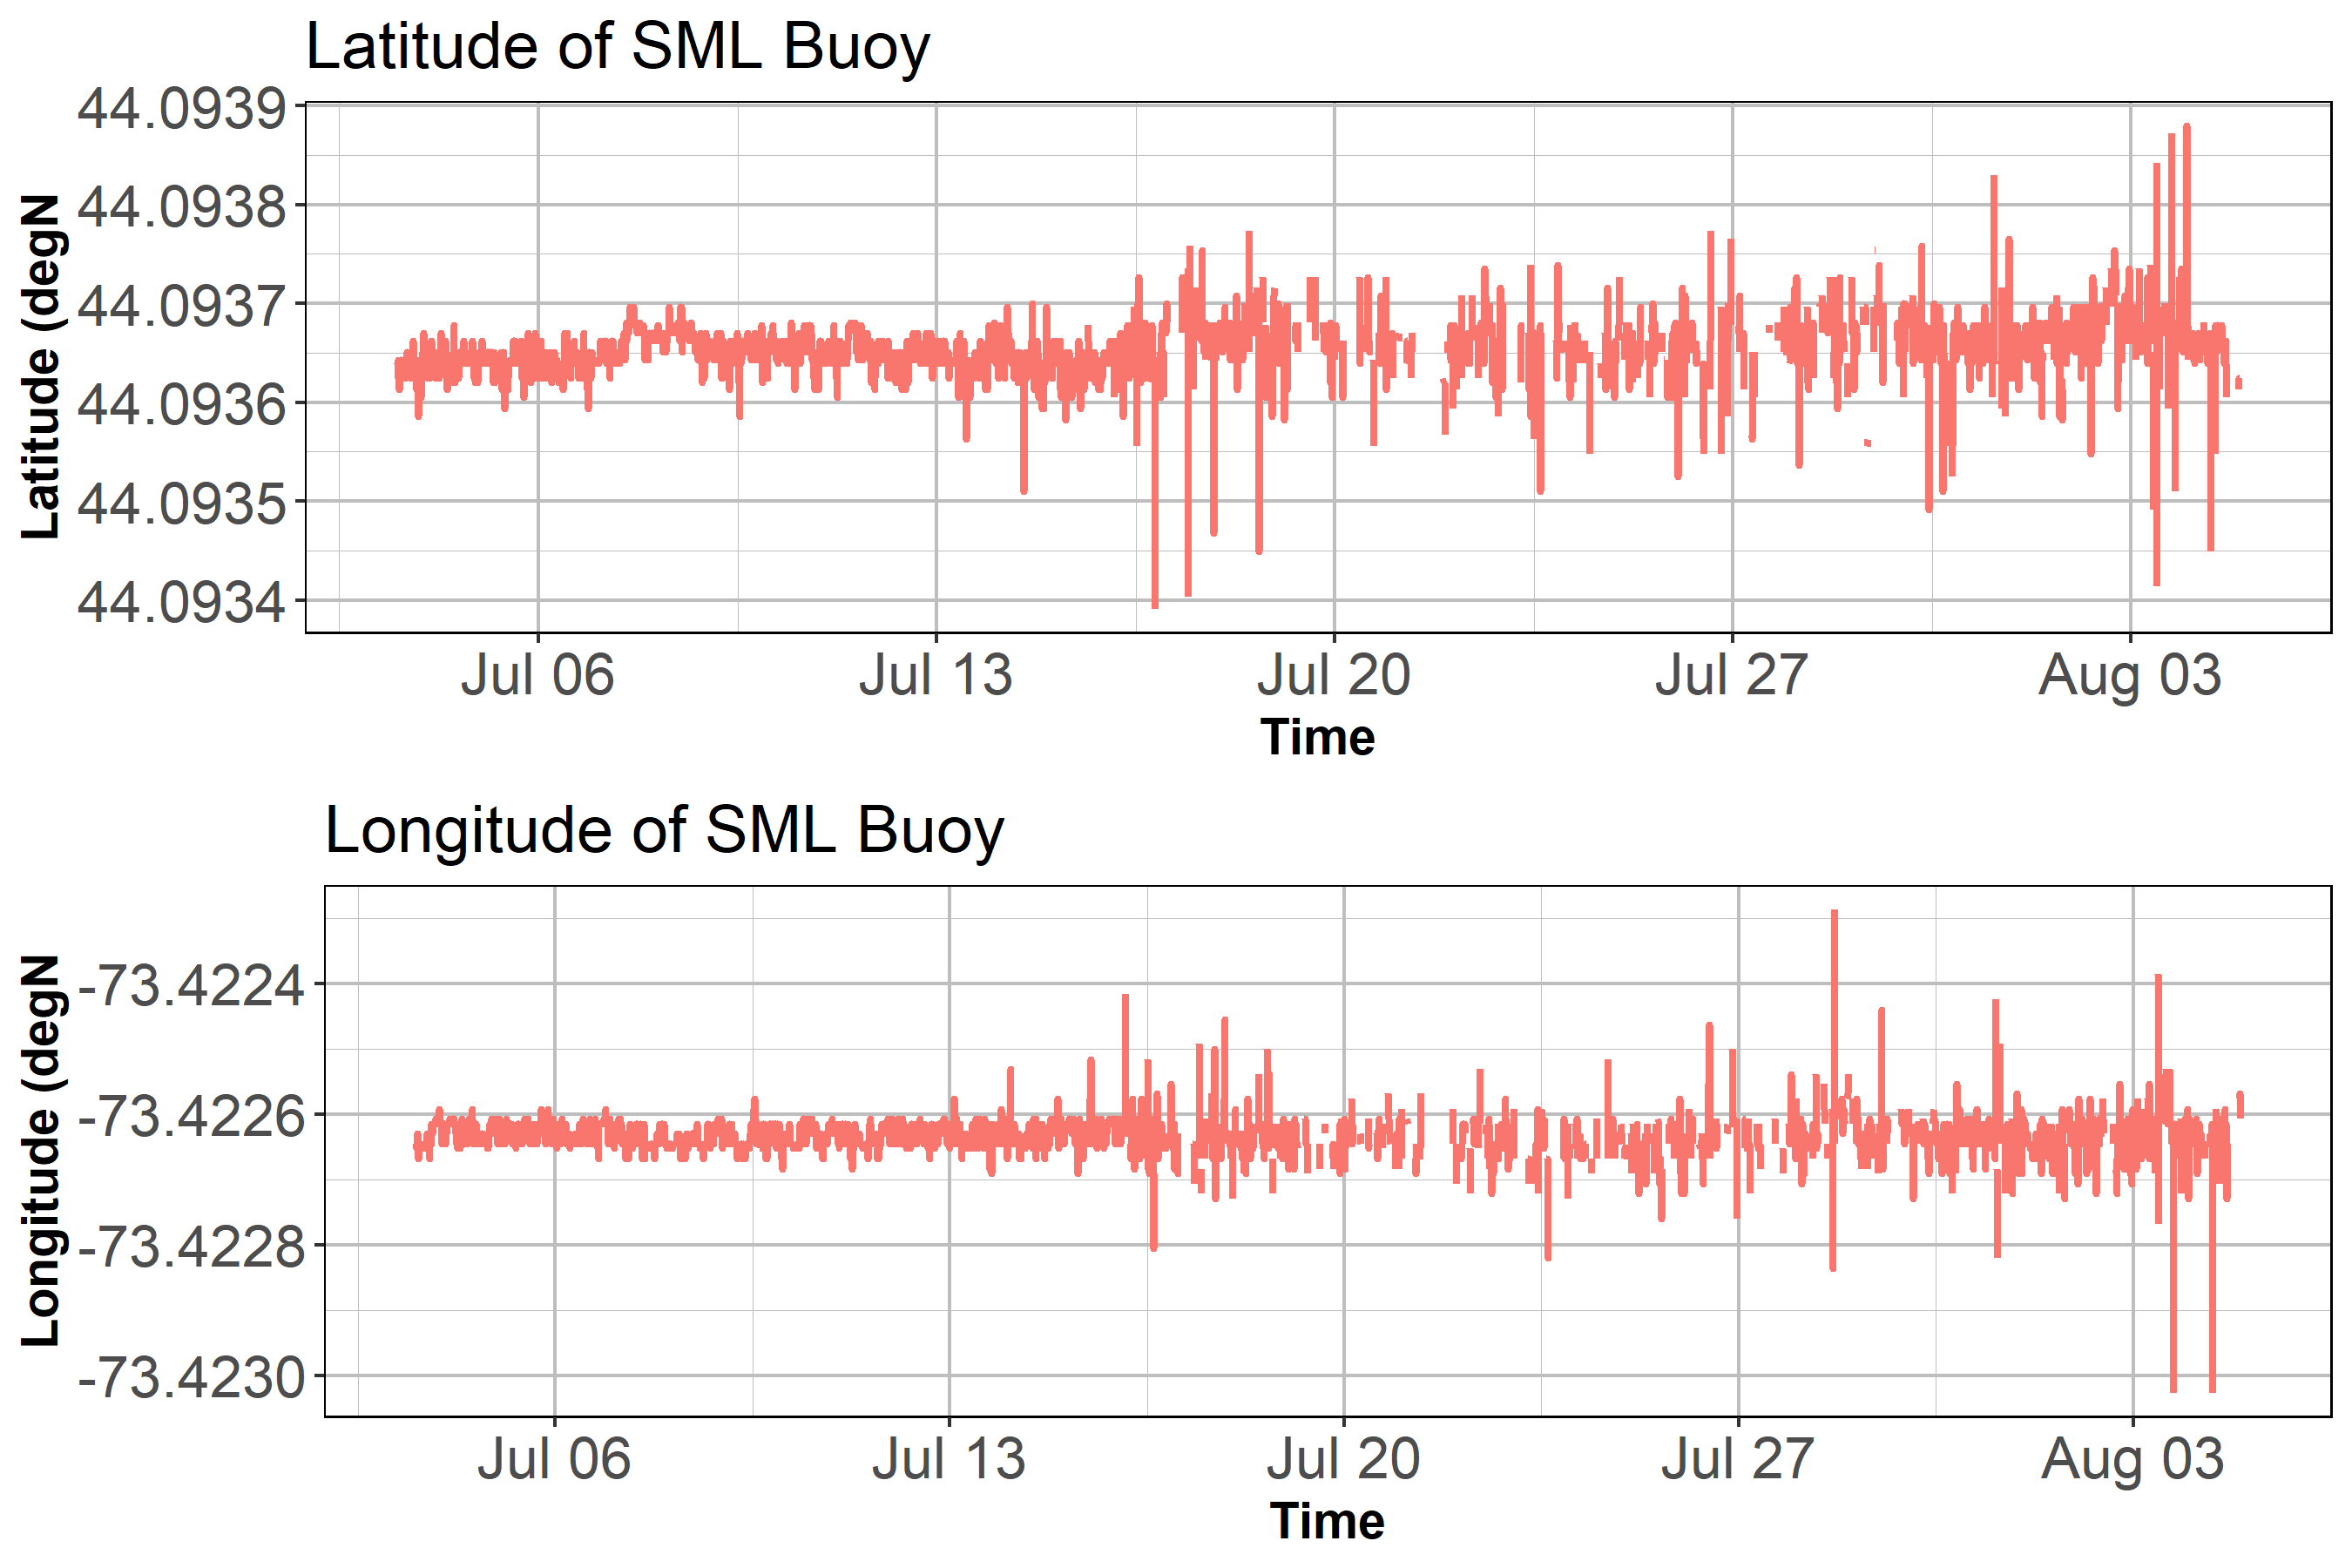 Latitude of SML Buoy
44.0939
44.0938
44.0937
44.0936
44.0935
44.0934
Latitude (degN
Jul 06 Jul 13 Jul 20 Jul 27 Aug 03
Time
Longitude of SML Buoy
-73.4224
-73.4226
-73.4228
-73.4230
Longitude (degN
Jul 06 Jul 13 Jul 20 Jul 27 Aug 03
Time